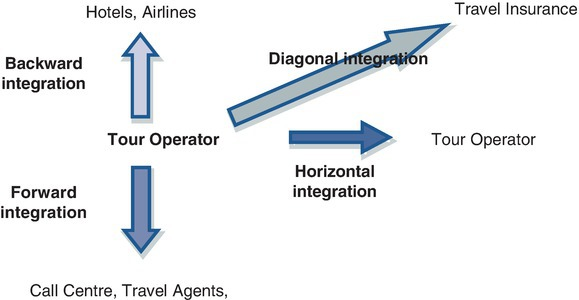 Hotels, Airlines
Travel Insurance
Backward
integration
Diagonal integration
Tour Operator
Tour Operator
Horizontal
integration
Forward
integration
Call Centre, Travel Agents,